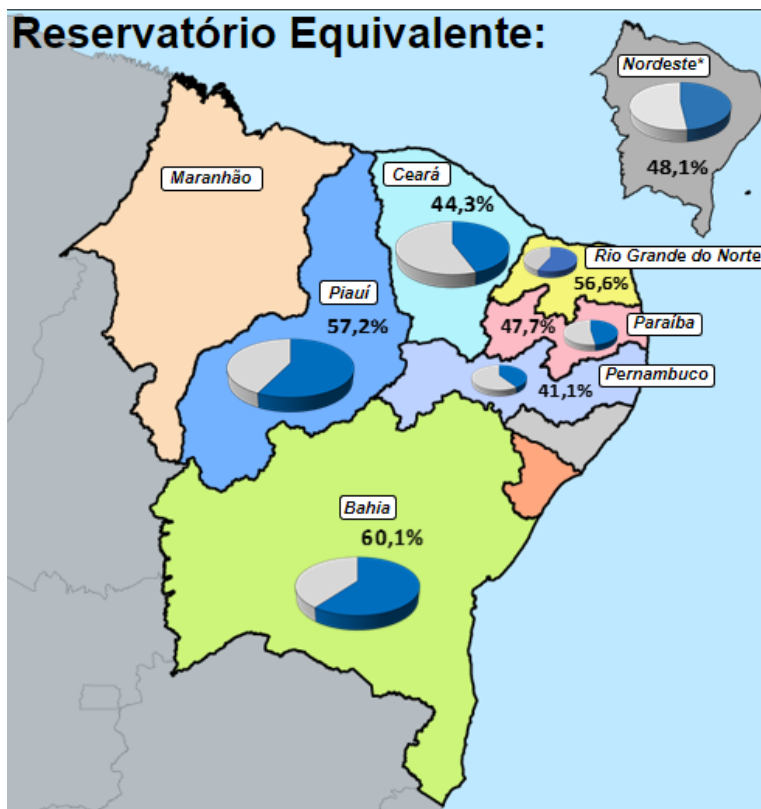 Reservatório Equivalente:
Nordeste*
48,1%
Maranhão
Ceará
44,3%
Rio Grande do Norte
56,6%
Piauí
57,2%
47,7%
Paraíba
Pernambuco
41,1%
Bahia
60,1%